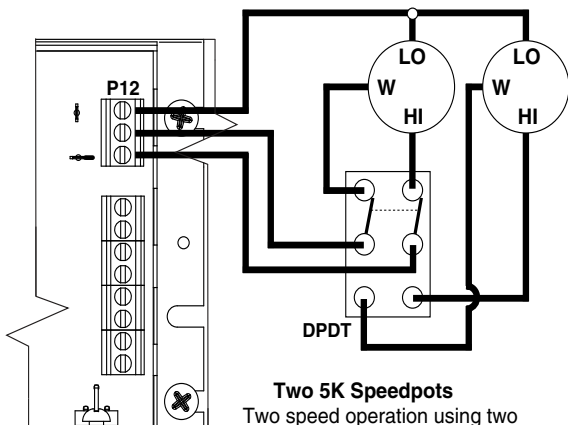 LO
LO
P12
W
W
HI
HI
DPDT
Two 5K Speedpots
Two speed operation using two